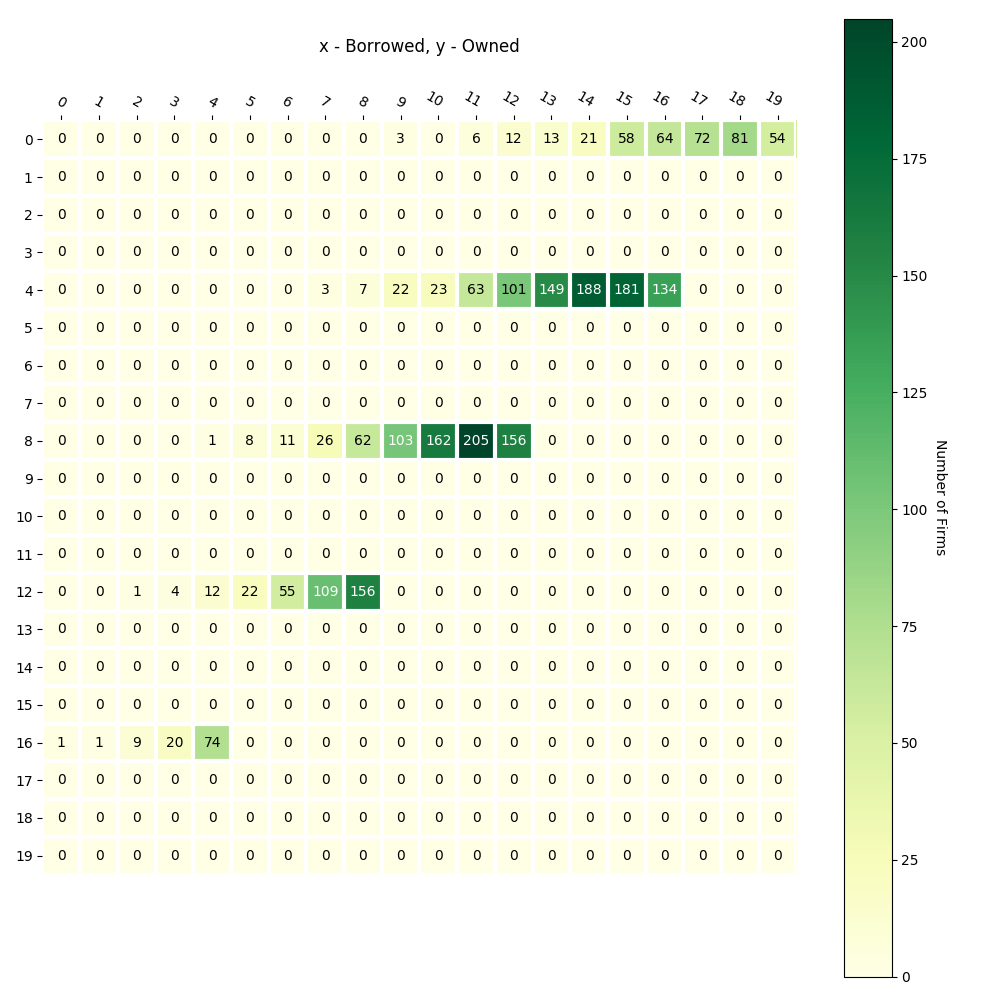 x - Borrowed, y - Owned
0 1 2 3 4 5 6 7 8 9 10 11 12 13 14 15 16 17 18 19
0 0 0 0 0 0 0 0 0 0 3 0 6 12 13 21 58 64 72 81 54
1 0 0 0 0 0 0 0 0 0 0 0 0 0 0 0 0 0 0 0 0
2 0 0 0 0 0 0 0 0 0 0 0 0 0 0 0 0 0 0 0 0
3 0 0 0 0 0 0 0 0 0 0 0 0 0 0 0 0 0 0 0 0
4 0 0 0 0 0 0 0 3 7 22 23 63 101 149 188 181 134 0 0 0
5 0 0 0 0 0 0 0 0 0 0 0 0 0 0 0 0 0 0 0 0
6 0 0 0 0 0 0 0 0 0 0 0 0 0 0 0 0 0 0 0 0
7 0 0 0 0 0 0 0 0 0 0 0 0 0 0 0 0 0 0 0 0
8 0 0 0 0 1 8 11 26 62 103 162 205 156 0 0 0 0 0 0 0
9 0 0 0 0 0 0 0 0 0 0 0 0 0 0 0 0 0 0 0 0
10 0 0 0 0 0 0 0 0 0 0 0 0 0 0 0 0 0 0 0 0
11 0 0 0 0 0 0 0 0 0 0 0 0 0 0 0 0 0 0 0 0
12 0 0 1 4 12 22 55 109 156 0 0 0 0 0 0 0 0 0 0 0
13 0 0 0 0 0 0 0 0 0 0 0 0 0 0 0 0 0 0 0 0
14 0 0 0 0 0 0 0 0 0 0 0 0 0 0 0 0 0 0 0 0
15 0 0 0 0 0 0 0 0 0 0 0 0 0 0 0 0 0 0 0 0
16 1 1 9 20 74 0 0 0 0 0 0 0 0 0 0 0 0 0 0 0
17 0 0 0 0 0 0 0 0 0 0 0 0 0 0 0 0 0 0 0 0
18 0 0 0 0 0 0 0 0 0 0 0 0 0 0 0 0 0 0 0 0
19 0 0 0 0 0 0 0 0 0 0 0 0 0 0 0 0 0 0 0 0
200
175
150
125
100
75
50
25
0
Number of Firms